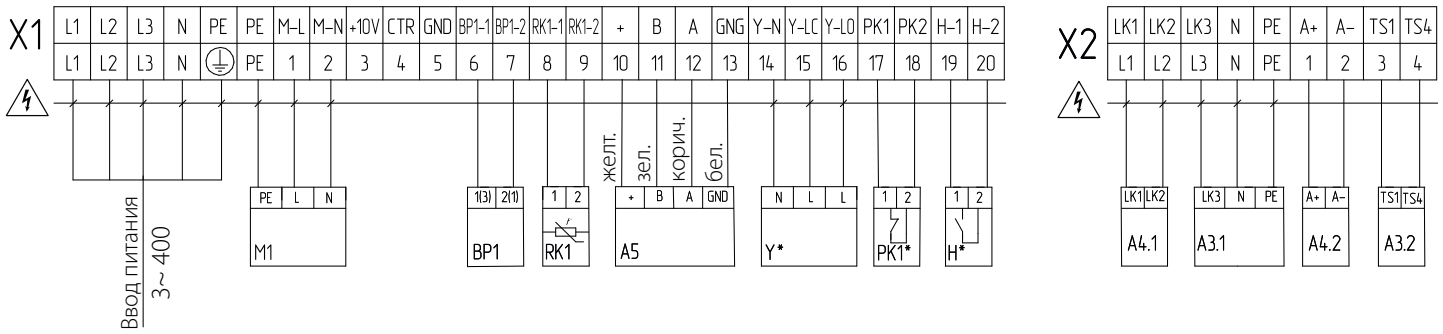 X1
L1 L2 L3 N PE PE M-L M-N +10V CTR GND BP1-1 BP1-2 RK1-1 RK1-2 + B A GNG Y-N Y-LC Y-LO PK1 PK2 H-1 H-2
L1 L2 L3 N PE 1 2 3 4 5 6 7 8 9 10 11 12 13 14 15 16 17 18 19 20
X2
LK1 LK2 LK3 N PE A+ A- TS1 TS4
L1 L2 L3 N PE 1 2 3 4
Ввод питания
3~ 400
желт.
зел.
корич.
бел.
PE L N
M1
1(3) 2(1)
BP1
1 2
RK1
+ B A GND
A5
N L L
Y*
1 2
PK1*
1 2
H*
LK1 LK2
A4.1
LK3 N PE
A3.1
A+ A-
A4.2
TS1 TS4
A3.2